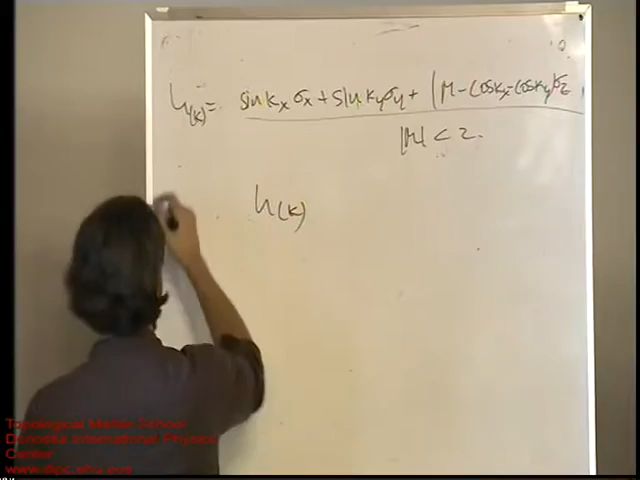 h(k) = sin kx σx + sin ky σy + (M - cos kx - cos ky) σz
|M| < 2.
h(k)
Topological Matter School
Donostia International Physics
Center
www.dipc.ehu.eus